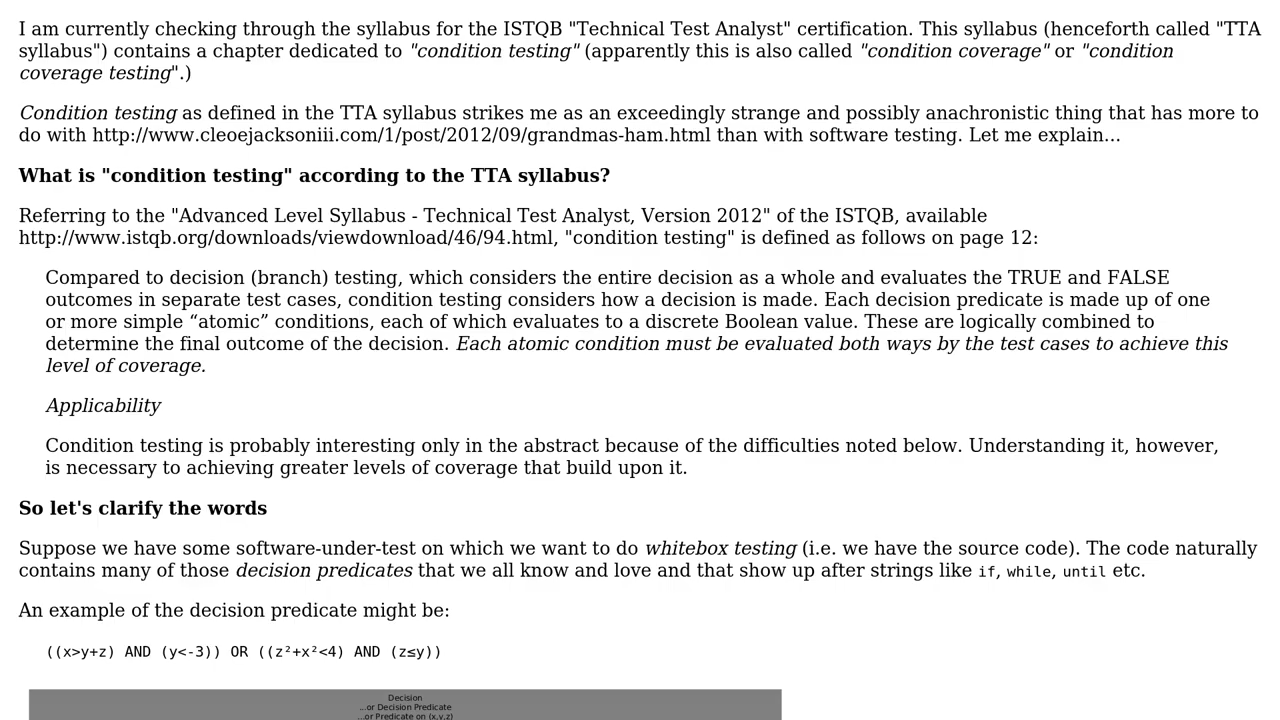 I am currently checking through the syllabus for the ISTQB "Technical Test Analyst" certification. This syllabus (henceforth called "TTA
syllabus") contains a chapter dedicated to "condition testing" (apparently this is also called "condition coverage" or "condition
coverage testing".)
Condition testing as defined in the TTA syllabus strikes me as an exceedingly strange and possibly anachronistic thing that has more to
do with http://www.cleoejacksoniii.com/1/post/2012/09/grandmas-ham.html than with software testing. Let me explain...
What is "condition testing" according to the TTA syllabus?
Referring to the "Advanced Level Syllabus - Technical Test Analyst, Version 2012" of the ISTQB, available
http://www.istqb.org/downloads/viewdownload/46/94.html, "condition testing" is defined as follows on page 12:
Compared to decision (branch) testing, which considers the entire decision as a whole and evaluates the TRUE and FALSE
outcomes in separate test cases, condition testing considers how a decision is made. Each decision predicate is made up of one
or more simple “atomic” conditions, each of which evaluates to a discrete Boolean value. These are logically combined to
determine the final outcome of the decision. Each atomic condition must be evaluated both ways by the test cases to achieve this
level of coverage.
Applicability
Condition testing is probably interesting only in the abstract because of the difficulties noted below. Understanding it, however,
is necessary to achieving greater levels of coverage that build upon it.
So let's clarify the words
Suppose we have some software-under-test on which we want to do whitebox testing (i.e. we have the source code). The code naturally
contains many of those decision predicates that we all know and love and that show up after strings like if, while, until etc.
An example of the decision predicate might be:
((x>y+z) AND (y<-3)) OR ((z²+x²<4) AND (z≤y))
Decision
...or Decision Predicate
...or Predicate on (x,y,z)